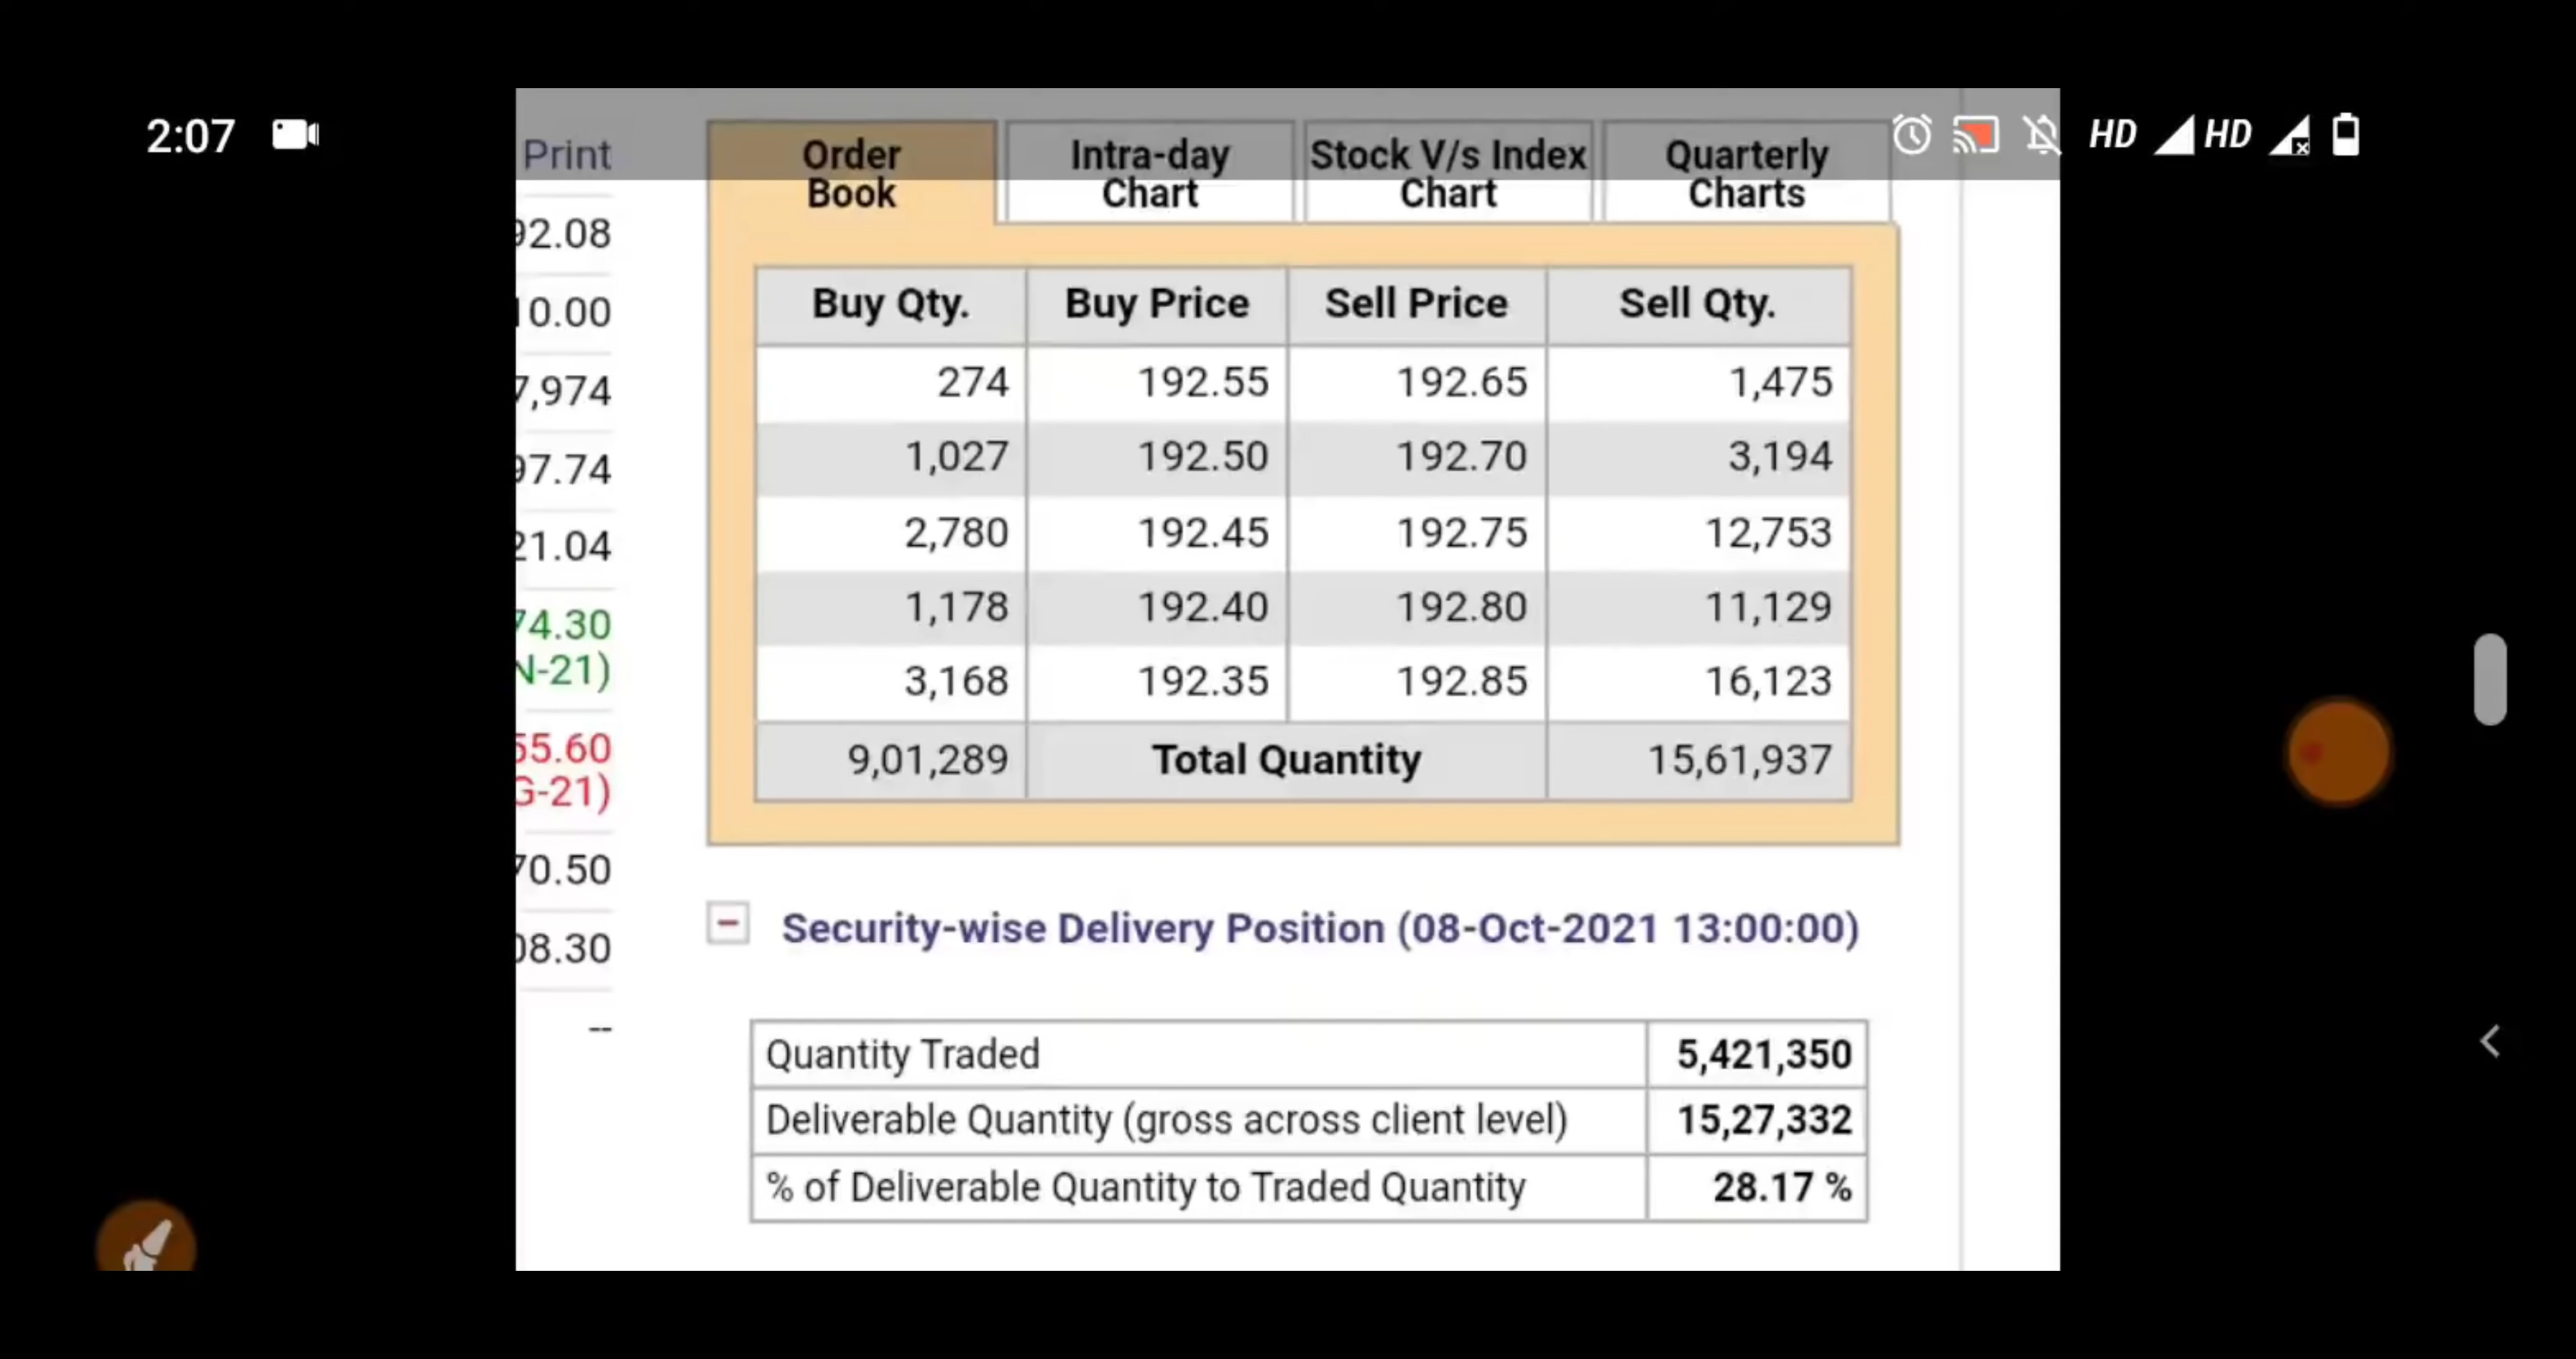 2:07
HD HD
Print
Order Book
Intra-day Chart
Stock V/s Index Chart
Quarterly Charts
92.08
10.00
7,974
97.74
21.04
74.30
N-21)
55.60
G-21)
70.50
08.30
--
Buy Qty. Buy Price Sell Price Sell Qty.
274 192.55 192.65 1,475
1,027 192.50 192.70 3,194
2,780 192.45 192.75 12,753
1,178 192.40 192.80 11,129
3,168 192.35 192.85 16,123
9,01,289 Total Quantity 15,61,937
Security-wise Delivery Position (08-Oct-2021 13:00:00)
Quantity Traded 5,421,350
Deliverable Quantity (gross across client level) 15,27,332
% of Deliverable Quantity to Traded Quantity 28.17 %